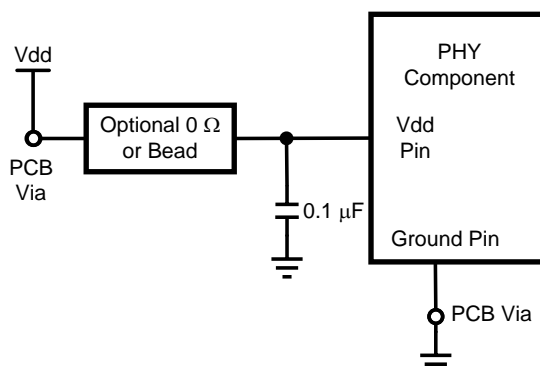 Vdd
PHY
Component
Optional 0 Ω
or Bead
Vdd
Pin
PCB
Via
0.1 μF
Ground Pin
PCB Via